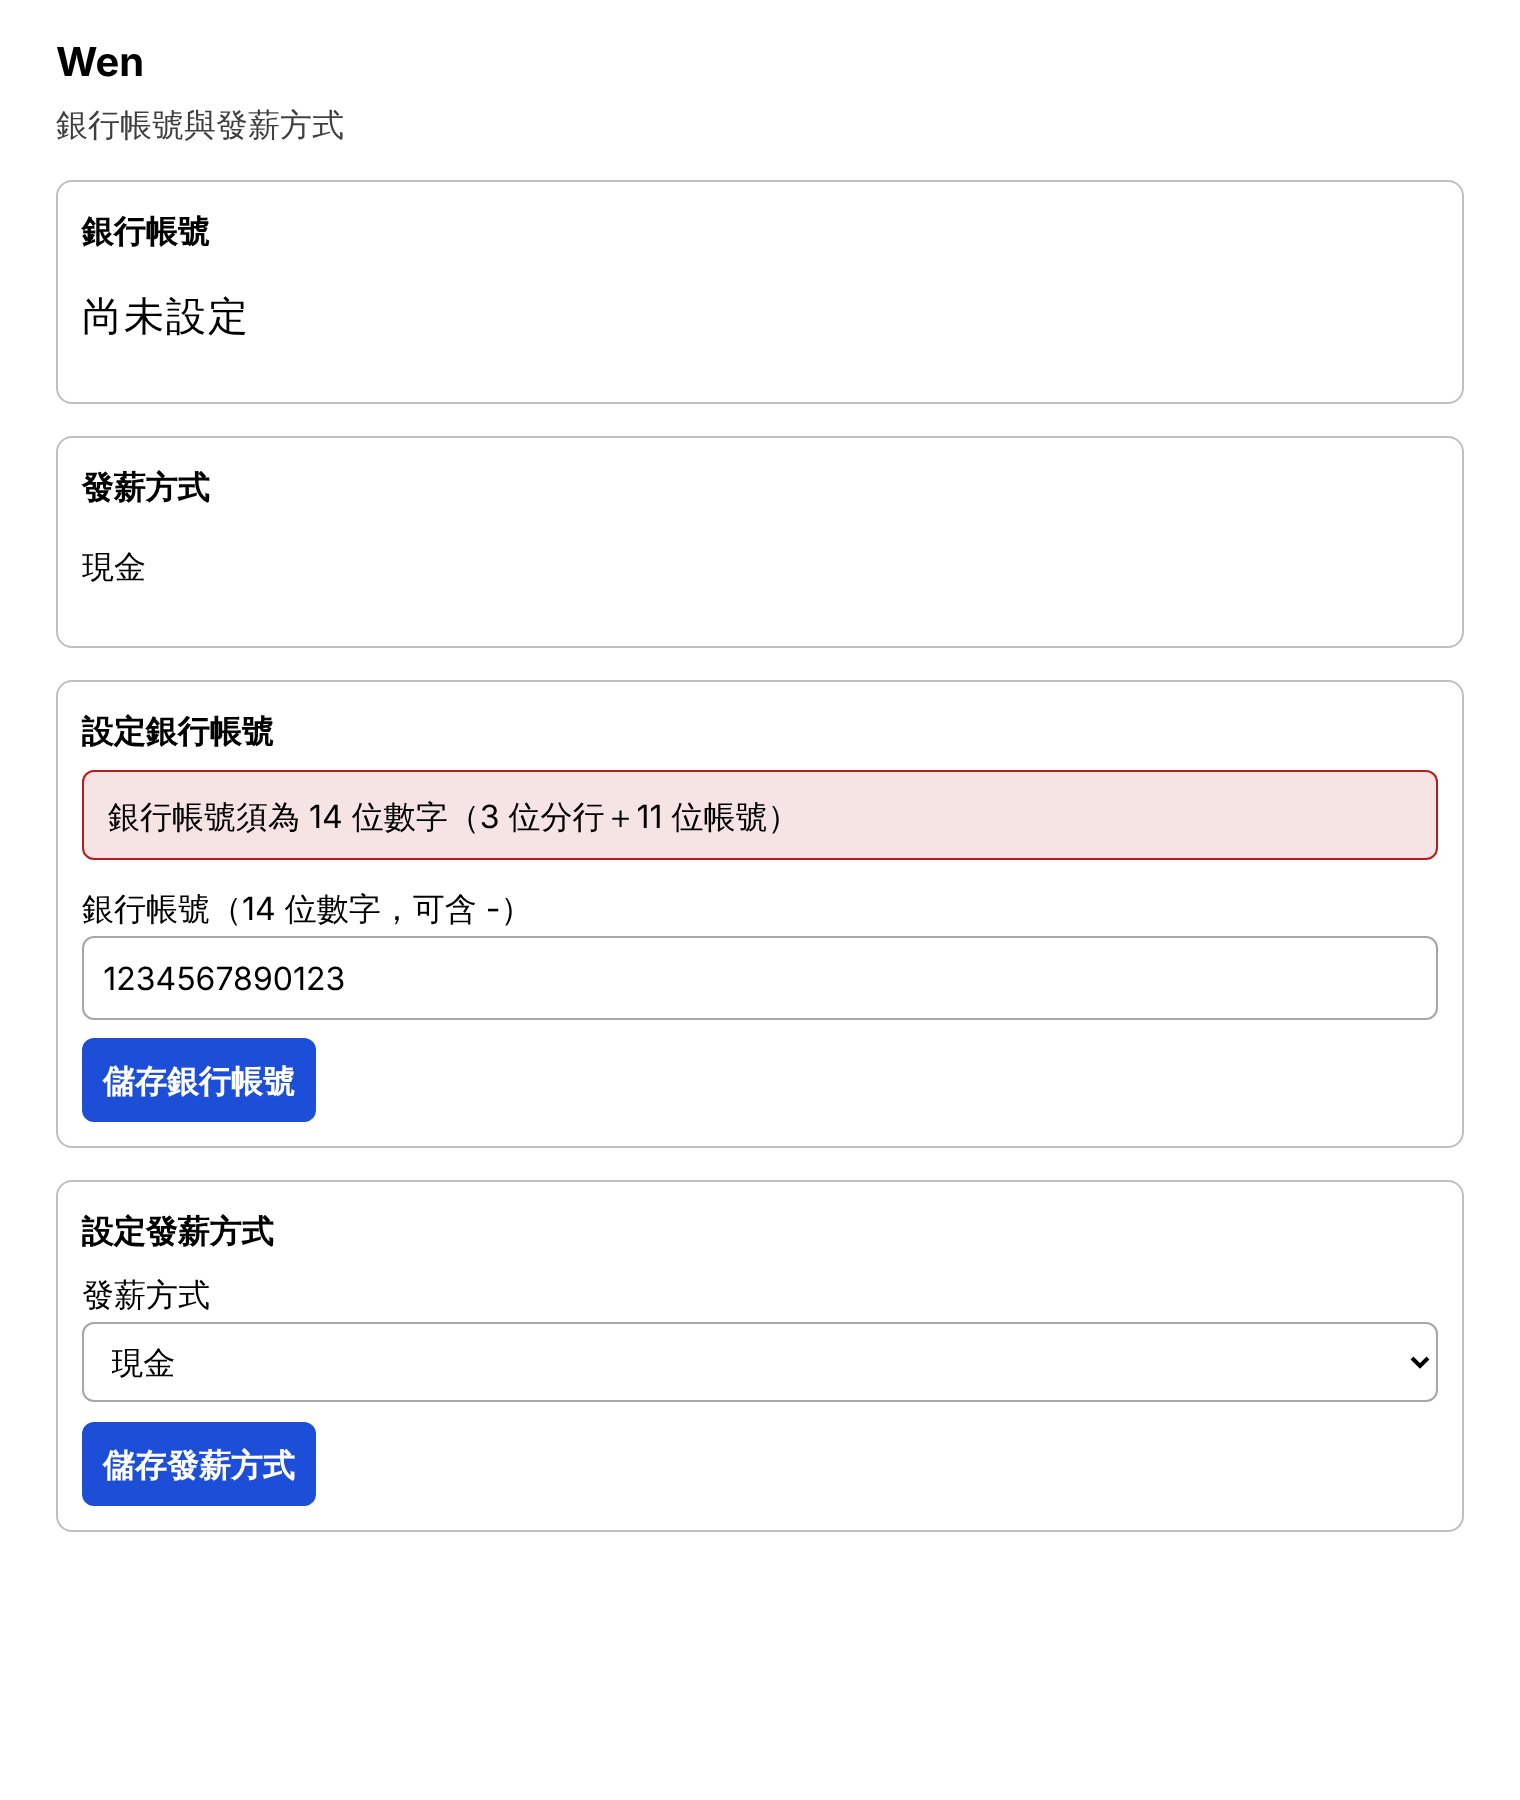 Wen
銀行帳號與發薪方式
銀行帳號
尚未設定
發薪方式
現金
設定銀行帳號
銀行帳號須為 14 位數字（3 位分行＋11 位帳號）
銀行帳號（14 位數字，可含 -）
1234567890123
儲存銀行帳號
設定發薪方式
發薪方式
現金
儲存發薪方式